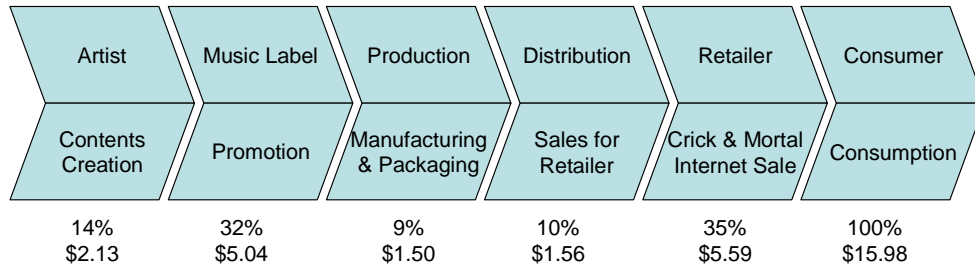 Artist
Music Label
Production
Distribution
Retailer
Consumer
Contents
Creation
Promotion
Manufacturing
& Packaging
Sales for
Retailer
Crick & Mortal
Internet Sale
Consumption
14%
$2.13
32%
$5.04
9%
$1.50
10%
$1.56
35%
$5.59
100%
$15.98